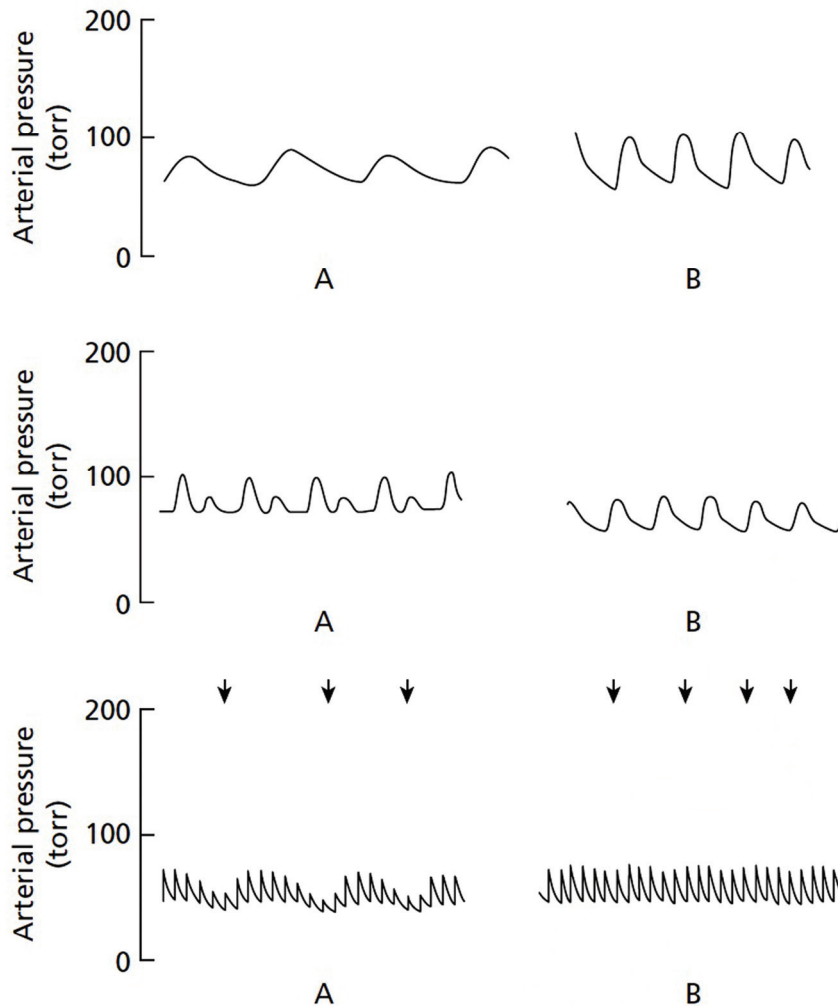 200
Arterial pressure
(torr)
100
0
A
B
200
Arterial pressure
(torr)
100
0
A
B
200
Arterial pressure
(torr)
100
0
A
B